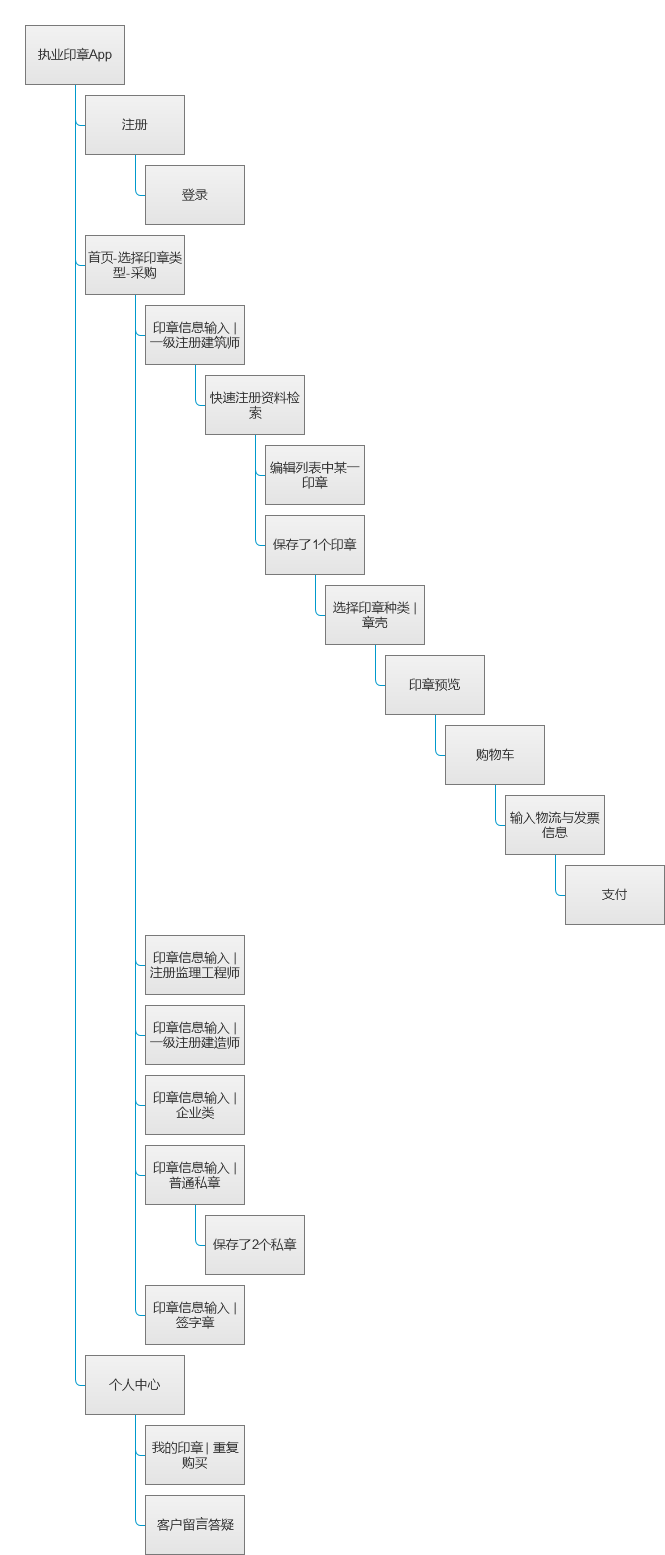 执业印章App
注册
登录
首页-选择印章类
型-采购
印章信息输入 |
一级注册建筑师
快速注册资料检
索
编辑列表中某一
印章
保存了1个印章
选择印章种类 |
章壳
印章预览
购物车
输入物流与发票
信息
支付
印章信息输入 |
注册监理工程师
印章信息输入 |
一级注册建造师
印章信息输入 |
企业类
印章信息输入 |
普通私章
保存了2个私章
印章信息输入 |
签字章
个人中心
我的印章 | 重复
购买
客户留言答疑